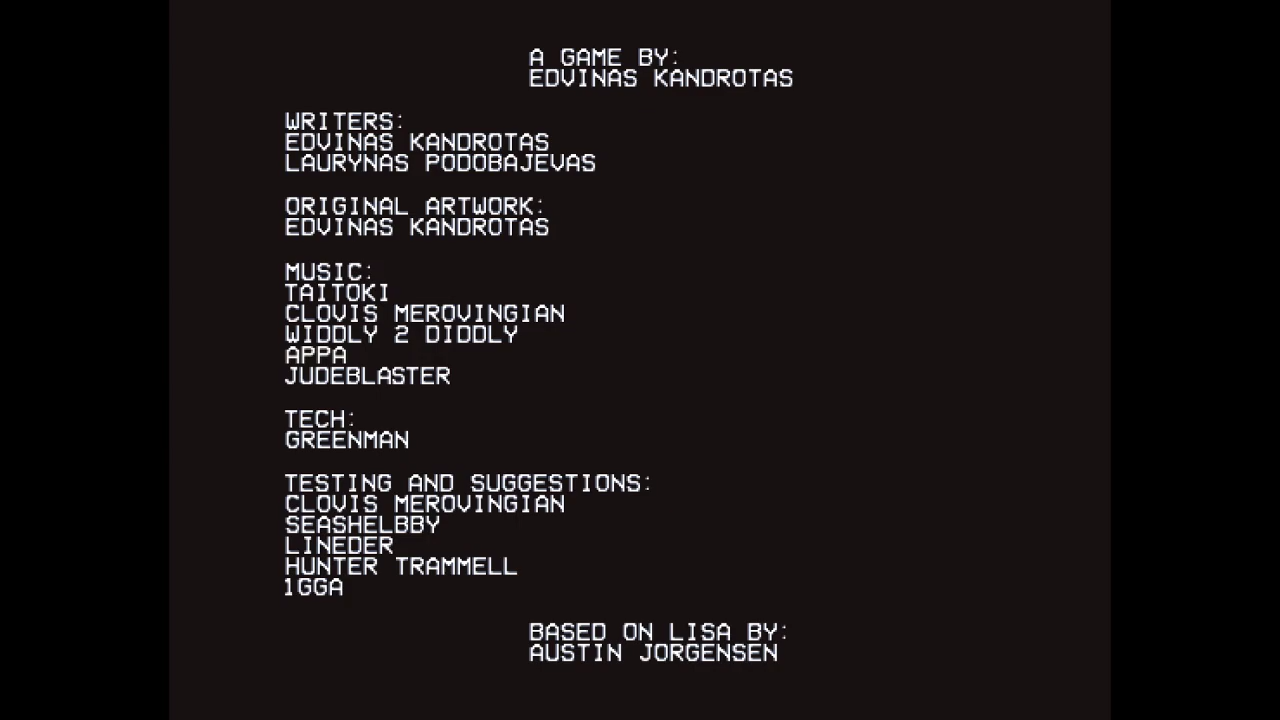 A GAME BY:
EDVINAS KANDROTAS
WRITERS:
EDVINAS KANDROTAS
LAURYNAS PODOBAJEVAS
ORIGINAL ARTWORK:
EDVINAS KANDROTAS
MUSIC:
TAITOKI
CLOVIS MEROVINGIAN
WIDDLY 2 DIDDLY
APPA
JUDEBLASTER
TECH:
GREENMAN
TESTING AND SUGGESTIONS:
CLOVIS MEROVINGIAN
SEASHELBBY
LINEDER
HUNTER TRAMMELL
1GGA
BASED ON LISA BY:
AUSTIN JORGENSEN